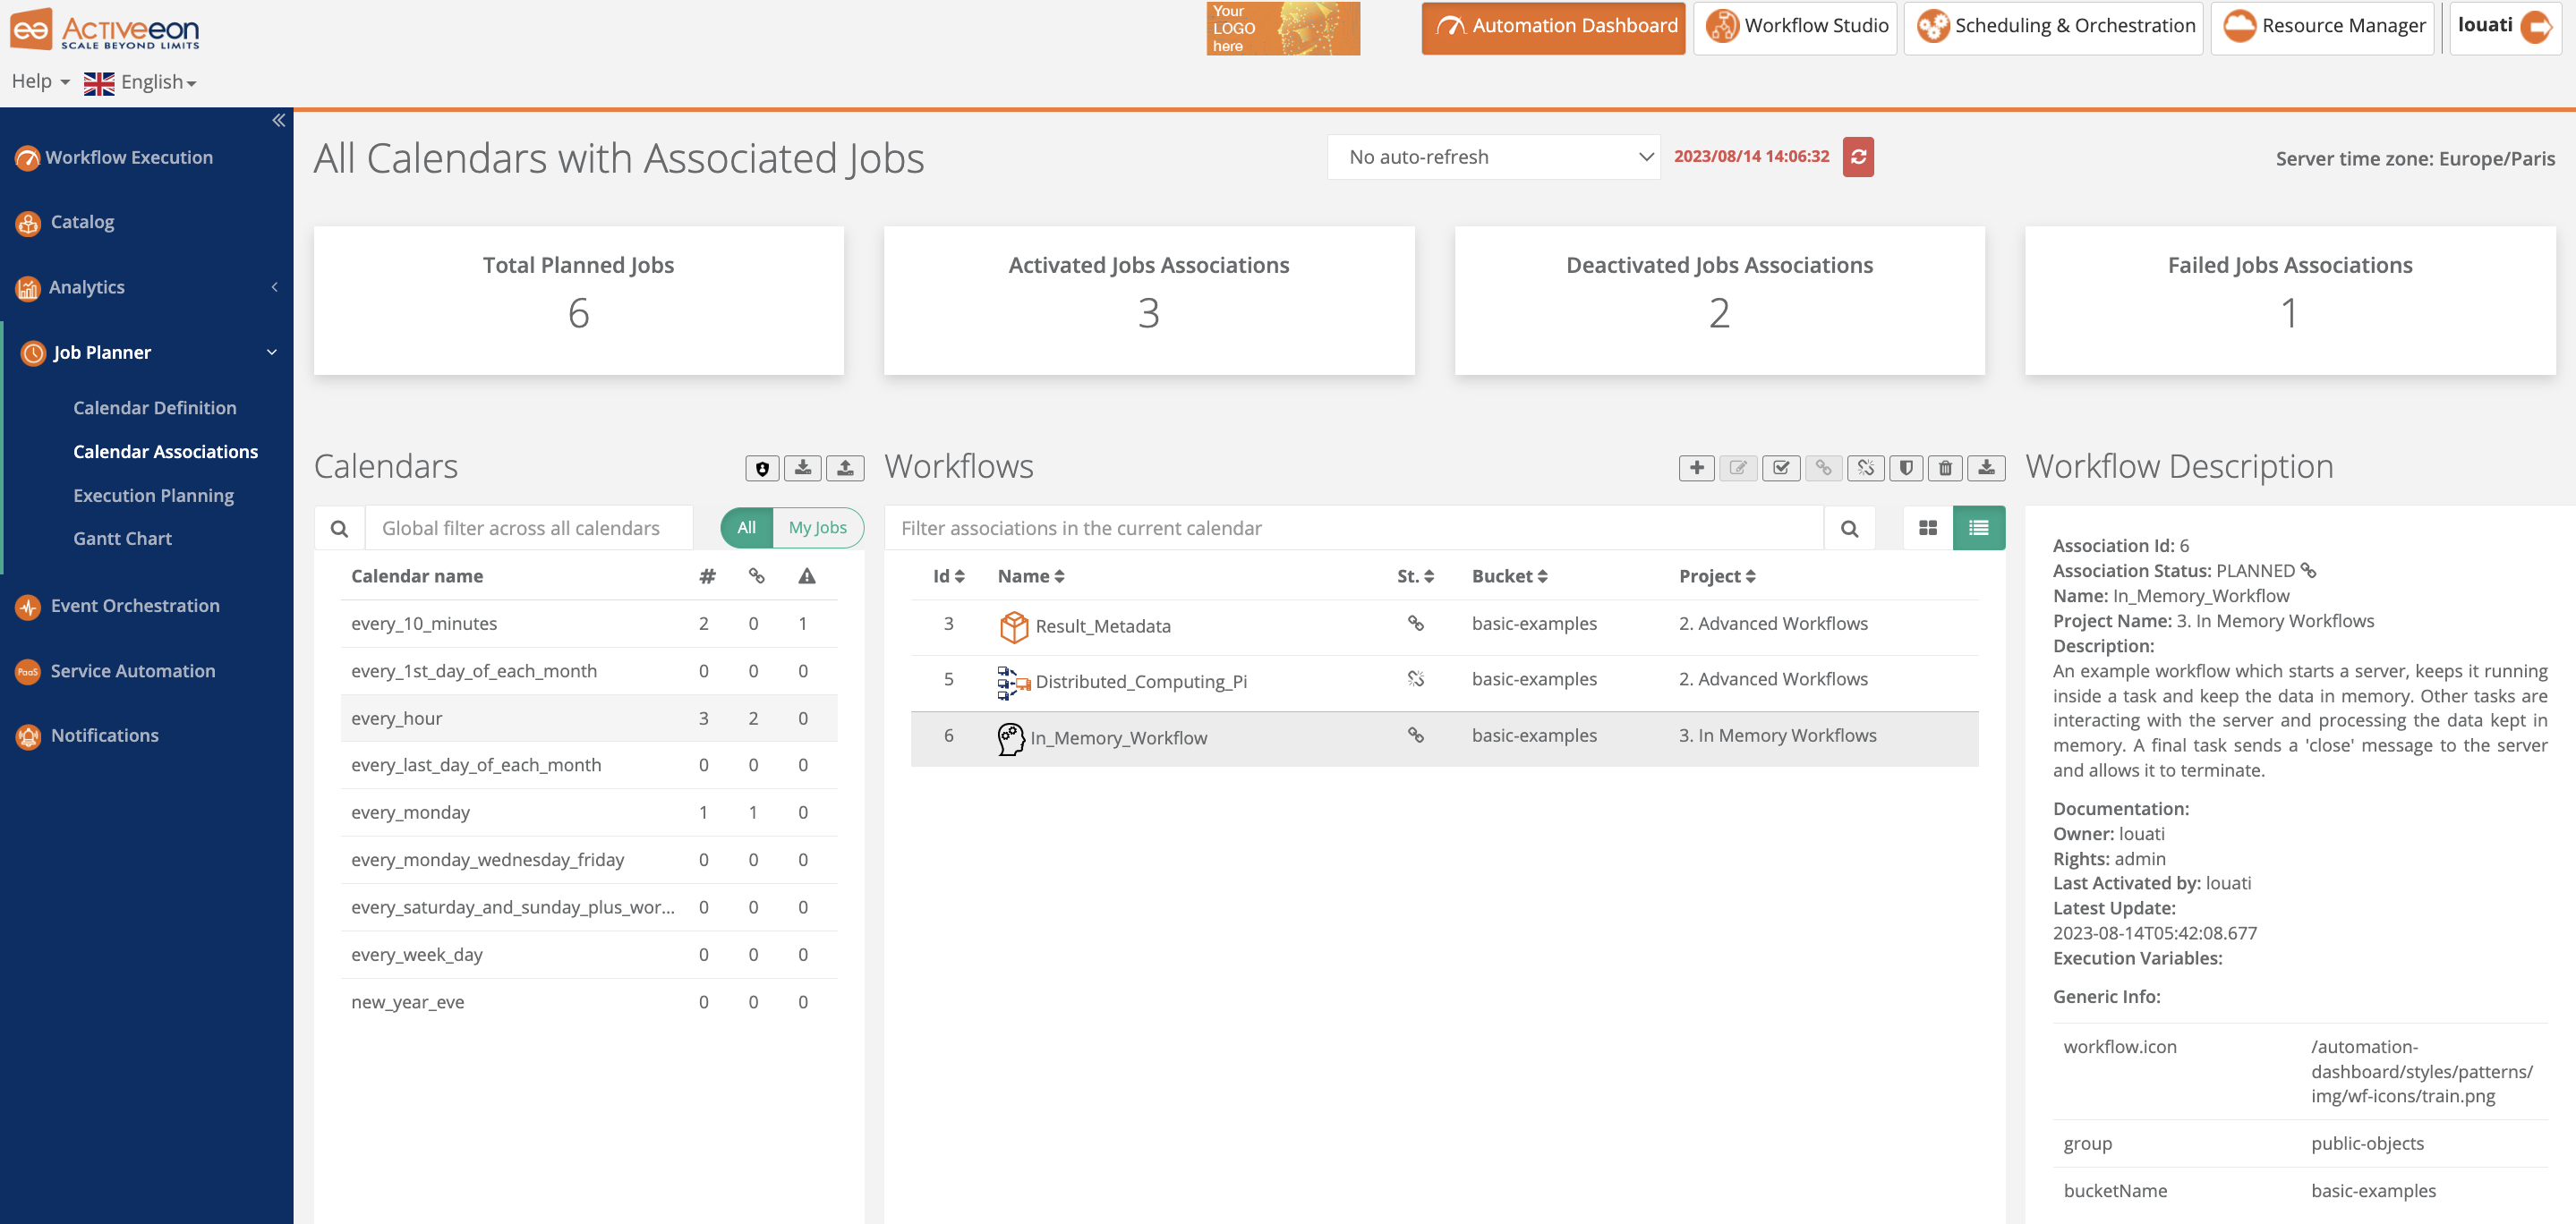 Activeeon
SCALE BEYOND LIMITS
Your
LOGO
here
Automation Dashboard
Workflow Studio
Scheduling & Orchestration
Resource Manager
louati
Help
English
Workflow Execution
Catalog
Analytics
Job Planner
Calendar Definition
Calendar Associations
Execution Planning
Gantt Chart
Event Orchestration
PaaS
Service Automation
Notifications
All Calendars with Associated Jobs
No auto-refresh
2023/08/14 14:06:32
Server time zone: Europe/Paris
Total Planned Jobs
6
Activated Jobs Associations
3
Deactivated Jobs Associations
2
Failed Jobs Associations
1
Calendars
Global filter across all calendars
All
My Jobs
Calendar name #
every_10_minutes 2 0 1
every_1st_day_of_each_month 0 0 0
every_hour 3 2 0
every_last_day_of_each_month 0 0 0
every_monday 1 1 0
every_monday_wednesday_friday 0 0 0
every_saturday_and_sunday_plus_wor... 0 0 0
every_week_day 0 0 0
new_year_eve 0 0 0
Workflows
Filter associations in the current calendar
Id Name St. Bucket Project
3 Result_Metadata basic-examples 2. Advanced Workflows
5 Distributed_Computing_Pi basic-examples 2. Advanced Workflows
6 In_Memory_Workflow basic-examples 3. In Memory Workflows
Workflow Description
Association Id: 6
Association Status: PLANNED
Name: In_Memory_Workflow
Project Name: 3. In Memory Workflows
Description:
An example workflow which starts a server, keeps it running
inside a task and keep the data in memory. Other tasks are
interacting with the server and processing the data kept in
memory. A final task sends a 'close' message to the server
and allows it to terminate.
Documentation:
Owner: louati
Rights: admin
Last Activated by: louati
Latest Update:
2023-08-14T05:42:08.677
Execution Variables:
Generic Info:
workflow.icon /automation-
dashboard/styles/patterns/
img/wf-icons/train.png
group public-objects
bucketName basic-examples